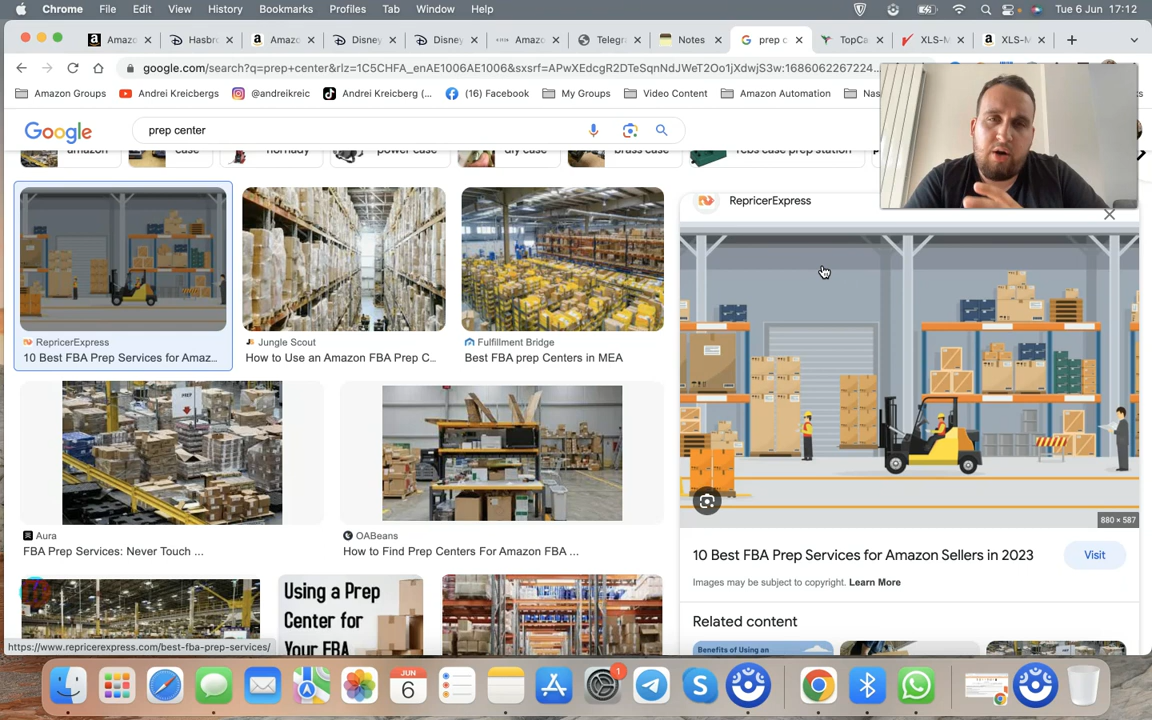 Chrome File Edit View History Bookmarks Profiles Tab Window Help Tue 6 Jun 17:12
Amazo Hasbr Amazo Disney Disney Amazo Telegr Notes prep c TopCa XLS-M XLS-M
google.com/search?q=prep+center&rlz=1C5CHFA_enAE1006AE1006&sxsrf=APwXEdcgR2DTeSqnNdJWeT2Oo1jXdwjS3w:1686062267224...
Amazon Groups Andrei Kreicbergs @andreikreic Andrei Kreicberg (... (16) Facebook My Groups Video Content Amazon Automation Nas
Google prep center
amazon case hornady power case diy case brass case rcbs case prep station
RepricerExpress
RepricerExpress
10 Best FBA Prep Services for Amaz...
Jungle Scout
How to Use an Amazon FBA Prep C...
Fulfillment Bridge
Best FBA prep Centers in MEA
880 × 587
Aura
FBA Prep Services: Never Touch ...
OABeans
How to Find Prep Centers For Amazon FBA ...
10 Best FBA Prep Services for Amazon Sellers in 2023
Visit
Images may be subject to copyright. Learn More
Using a Prep
Center for
Your FBA
Related content
Benefits of Using an
https://www.repricerexpress.com/best-fba-prep-services/
JUN
6
1